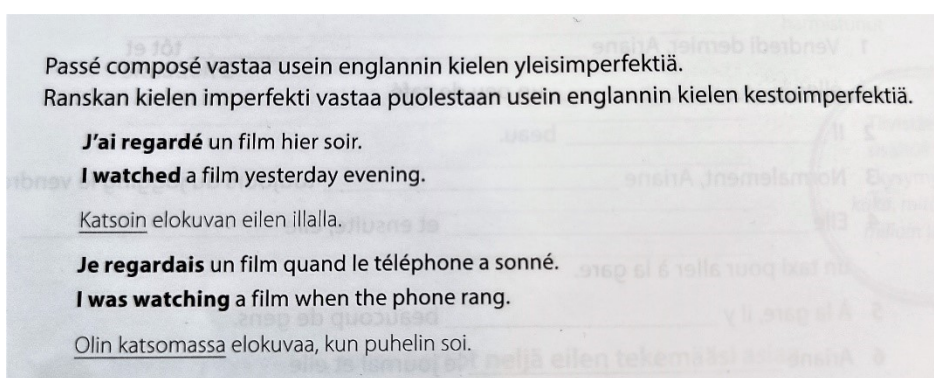 Passé composé vastaa usein englannin kielen yleisimperfektiä.
Ranskan kielen imperfekti vastaa puolestaan usein englannin kielen kestoimperfektiä.
J'ai regardé un film hier soir.
I watched a film yesterday evening.
Katsoin elokuvan eilen illalla.
Je regardais un film quand le téléphone a sonné.
I was watching a film when the phone rang.
Olin katsomassa elokuvaa, kun puhelin soi.